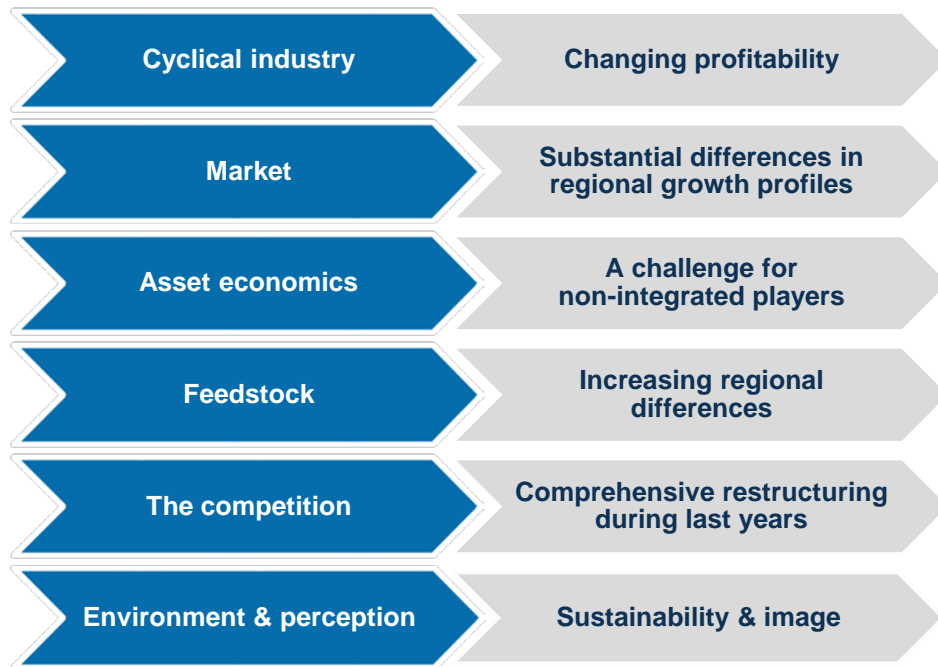 Cyclical industry
Changing profitability
Market
Substantial differences in
regional growth profiles
Asset economics
A challenge for
non-integrated players
Feedstock
Increasing regional
differences
The competition
Comprehensive restructuring
during last years
Environment & perception
Sustainability & image